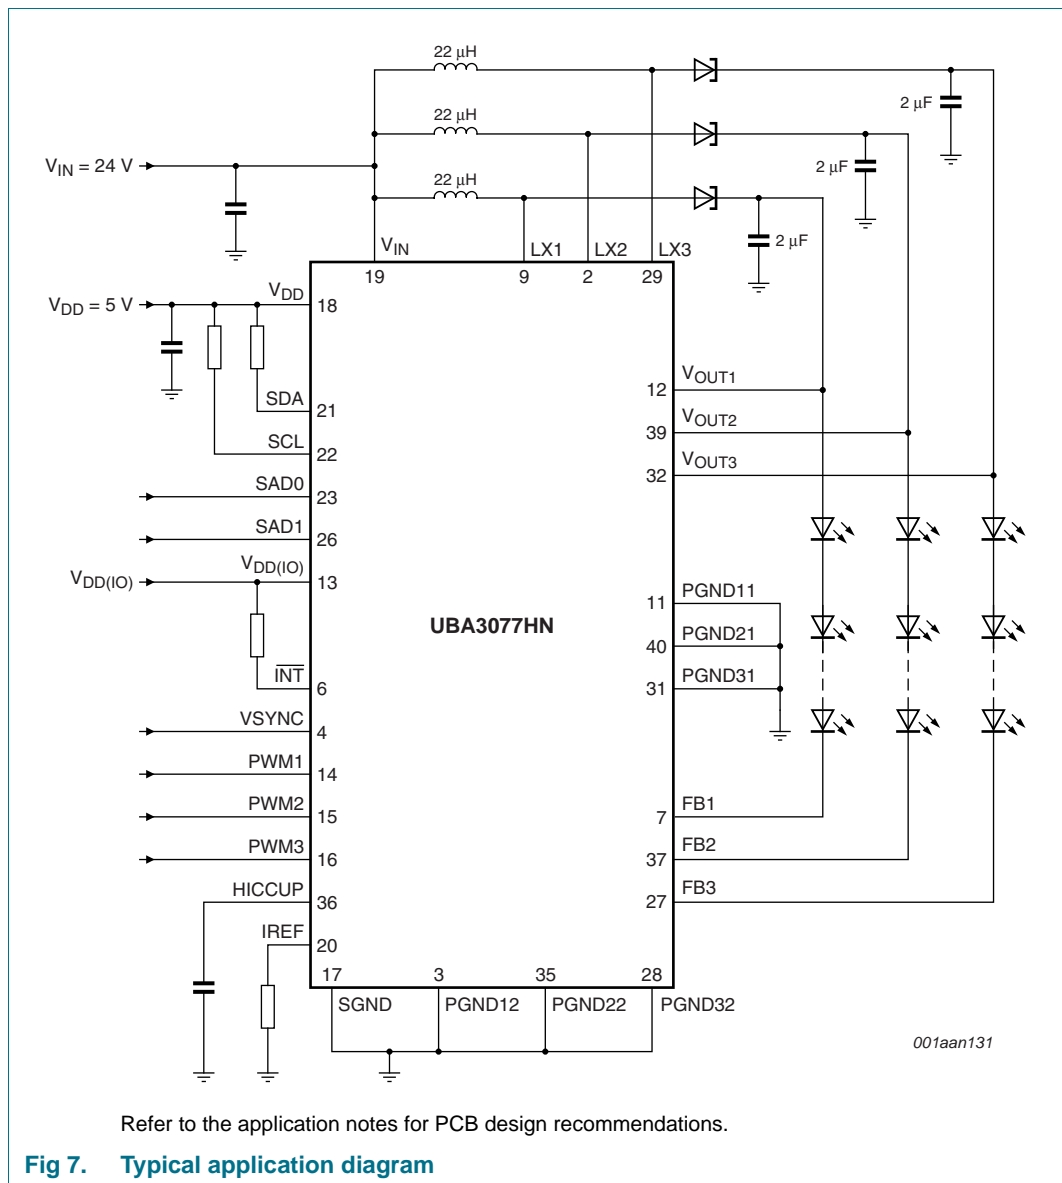 22 μH
22 μH
2 μF
V_IN = 24 V
2 μF
22 μH
2 μF
V_IN
LX1
LX2
LX3
19
9
2
29
V_DD = 5 V
V_DD
18
SDA
21
SCL
22
SAD0
23
SAD1
26
V_DD(IO)
V_DD(IO)
13
INT
6
VSYNC
4
PWM1
14
PWM2
15
PWM3
16
HICCUP
36
IREF
20
UBA3077HN
12
V_OUT1
39
V_OUT2
32
V_OUT3
11
PGND11
40
PGND21
31
PGND31
7
FB1
37
FB2
27
FB3
17
3
35
28
SGND
PGND12
PGND22
PGND32
001aan131
Refer to the application notes for PCB design recommendations.
Fig 7. Typical application diagram